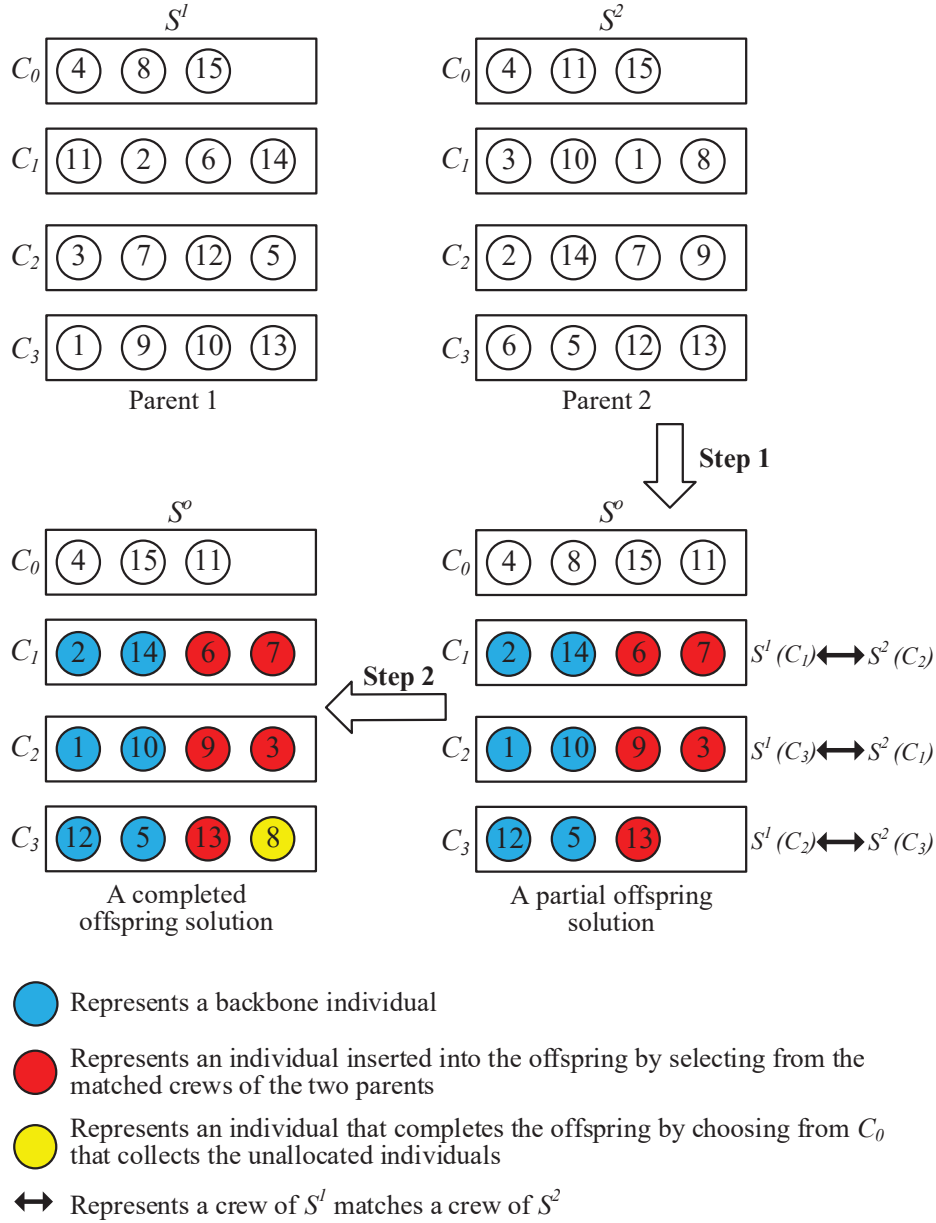 S¹ S²
C₀ 4 8 15 C₀ 4 11 15
C₁ 11 2 6 14 C₁ 3 10 1 8
C₂ 3 7 12 5 C₂ 2 14 7 9
C₃ 1 9 10 13 C₃ 6 5 12 13
Parent 1 Parent 2
Step 1
Sᵒ Sᵒ
C₀ 4 15 11 C₀ 4 8 15 11
C₁ 2 14 6 7 C₁ 2 14 6 7 S¹ (C₁) ↔ S² (C₂)
Step 2
C₂ 1 10 9 3 C₂ 1 10 9 3 S¹ (C₃) ↔ S² (C₁)
C₃ 12 5 13 8 C₃ 12 5 13 S¹ (C₂) ↔ S² (C₃)
A completed
offspring solution
A partial offspring
solution
Represents a backbone individual
Represents an individual inserted into the offspring by selecting from the
matched crews of the two parents
Represents an individual that completes the offspring by choosing from C₀
that collects the unallocated individuals
↔ Represents a crew of S¹ matches a crew of S²